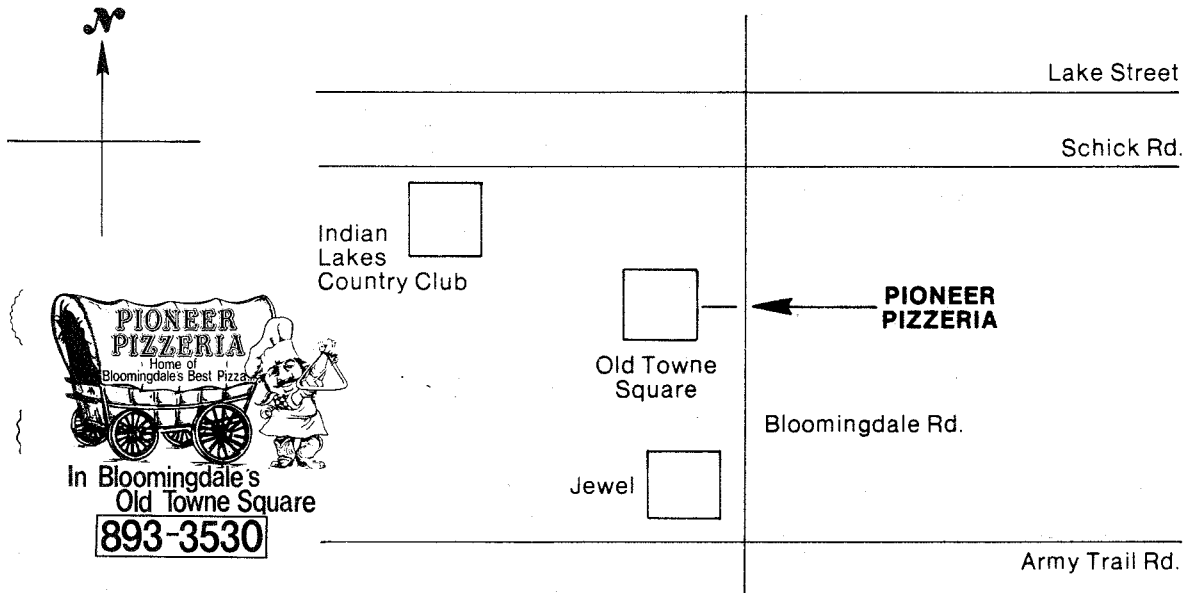 N
Lake Street
Schick Rd.
Indian
Lakes
Country Club
PIONEER
PIZZERIA
Old Towne
Square
Bloomingdale Rd.
Jewel
Army Trail Rd.
PIONEER
PIZZERIA
Home of
Bloomingdale's Best Pizza
In Bloomingdale's
Old Towne Square
893-3530